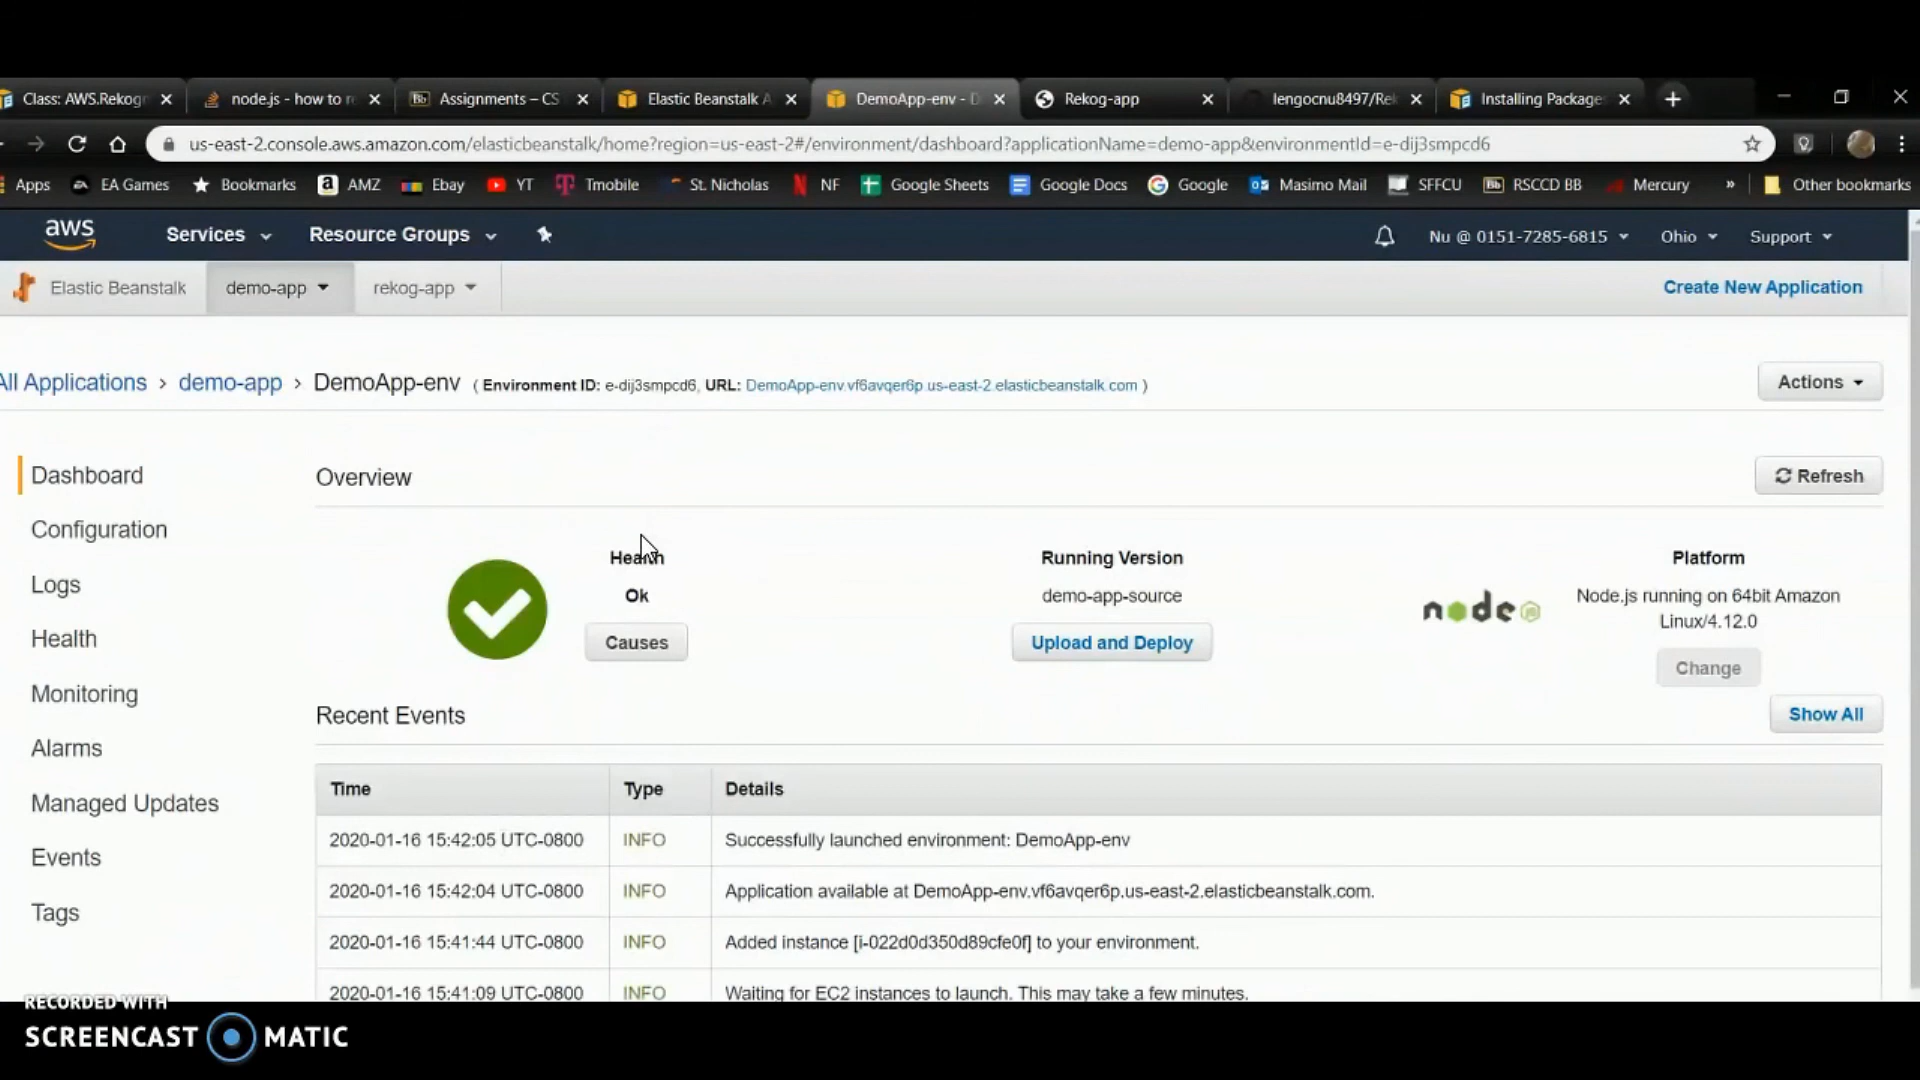 Class: AWS.Rekog
node.js - how to r
Assignments – CS
Elastic Beanstalk A
DemoApp-env - D
Rekog-app
lengocnu8497/Rek
Installing Package
us-east-2.console.aws.amazon.com/elasticbeanstalk/home?region=us-east-2#/environment/dashboard?applicationName=demo-app&environmentId=e-dij3smpcd6
Apps EA Games Bookmarks AMZ Ebay YT Tmobile St. Nicholas NF Google Sheets Google Docs Google Masimo Mail SFFCU RSCCD BB Mercury » Other bookmarks
aws Services Resource Groups Nu @ 0151-7285-6815 Ohio Support
Elastic Beanstalk demo-app rekog-app Create New Application
All Applications > demo-app > DemoApp-env ( Environment ID: e-dij3smpcd6, URL: DemoApp-env.vf6avqer6p.us-east-2.elasticbeanstalk.com )
Actions
Dashboard
Configuration
Logs
Health
Monitoring
Alarms
Managed Updates
Events
Tags
Overview
Refresh
Health
Ok
Causes
Running Version
demo-app-source
Upload and Deploy
node
Platform
Node.js running on 64bit Amazon
Linux/4.12.0
Change
Recent Events
Show All
Time Type Details
2020-01-16 15:42:05 UTC-0800 INFO Successfully launched environment: DemoApp-env
2020-01-16 15:42:04 UTC-0800 INFO Application available at DemoApp-env.vf6avqer6p.us-east-2.elasticbeanstalk.com.
2020-01-16 15:41:44 UTC-0800 INFO Added instance [i-022d0d350d89cfe0f] to your environment.
2020-01-16 15:41:09 UTC-0800 INFO Waiting for EC2 instances to launch. This may take a few minutes.
RECORDED WITH
SCREENCAST MATIC